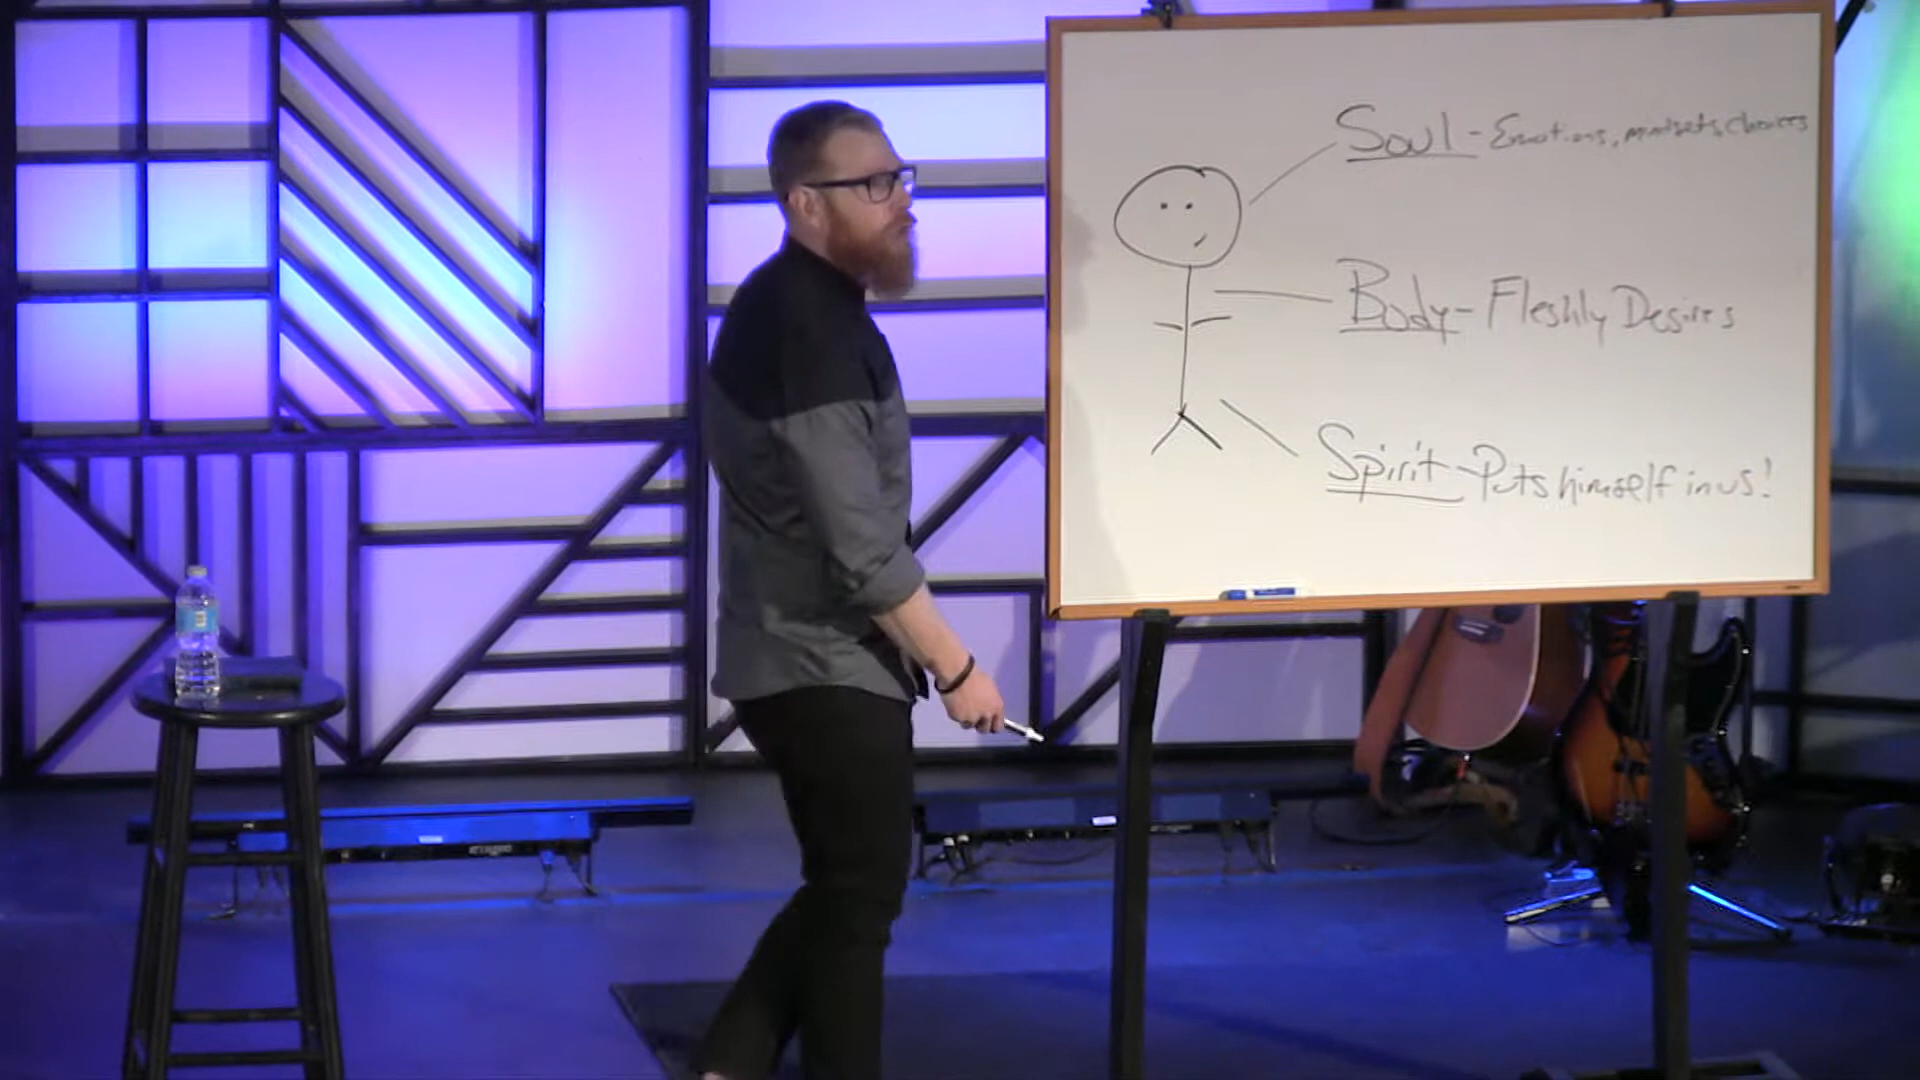 Soul - Emotions, mindsets, choices
Body - Fleshly Desires
Spirit - Puts himself in us!